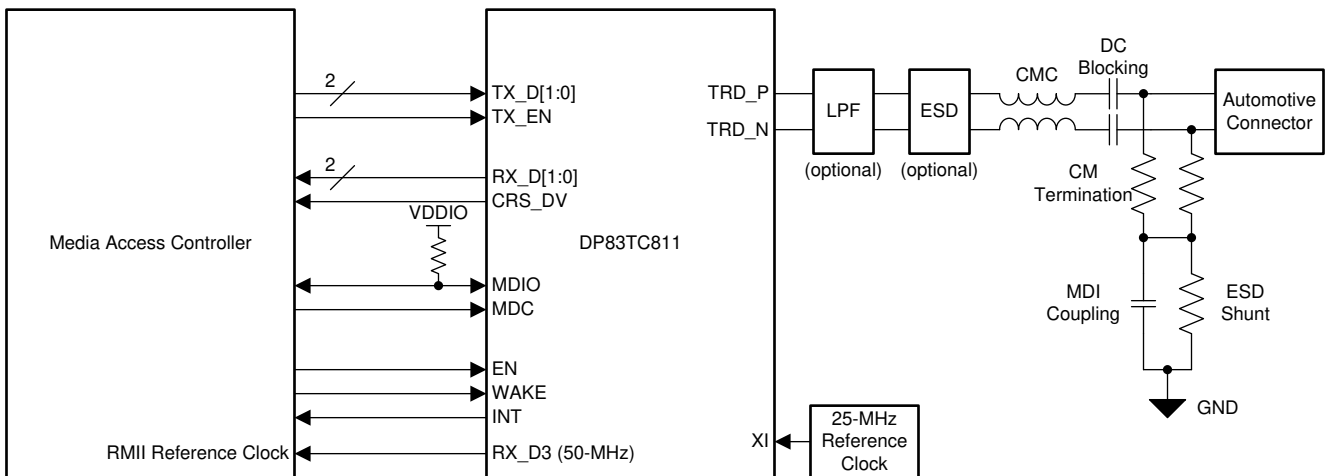 Media Access Controller
RMII Reference Clock
2
2
VDDIO
TX_D[1:0]
TX_EN
RX_D[1:0]
CRS_DV
MDIO
MDC
EN
WAKE
INT
RX_D3 (50-MHz)
DP83TC811
TRD_P
TRD_N
XI
LPF
(optional)
ESD
(optional)
CMC
DC
Blocking
Automotive
Connector
CM
Termination
MDI
Coupling
ESD
Shunt
GND
25-MHz
Reference
Clock